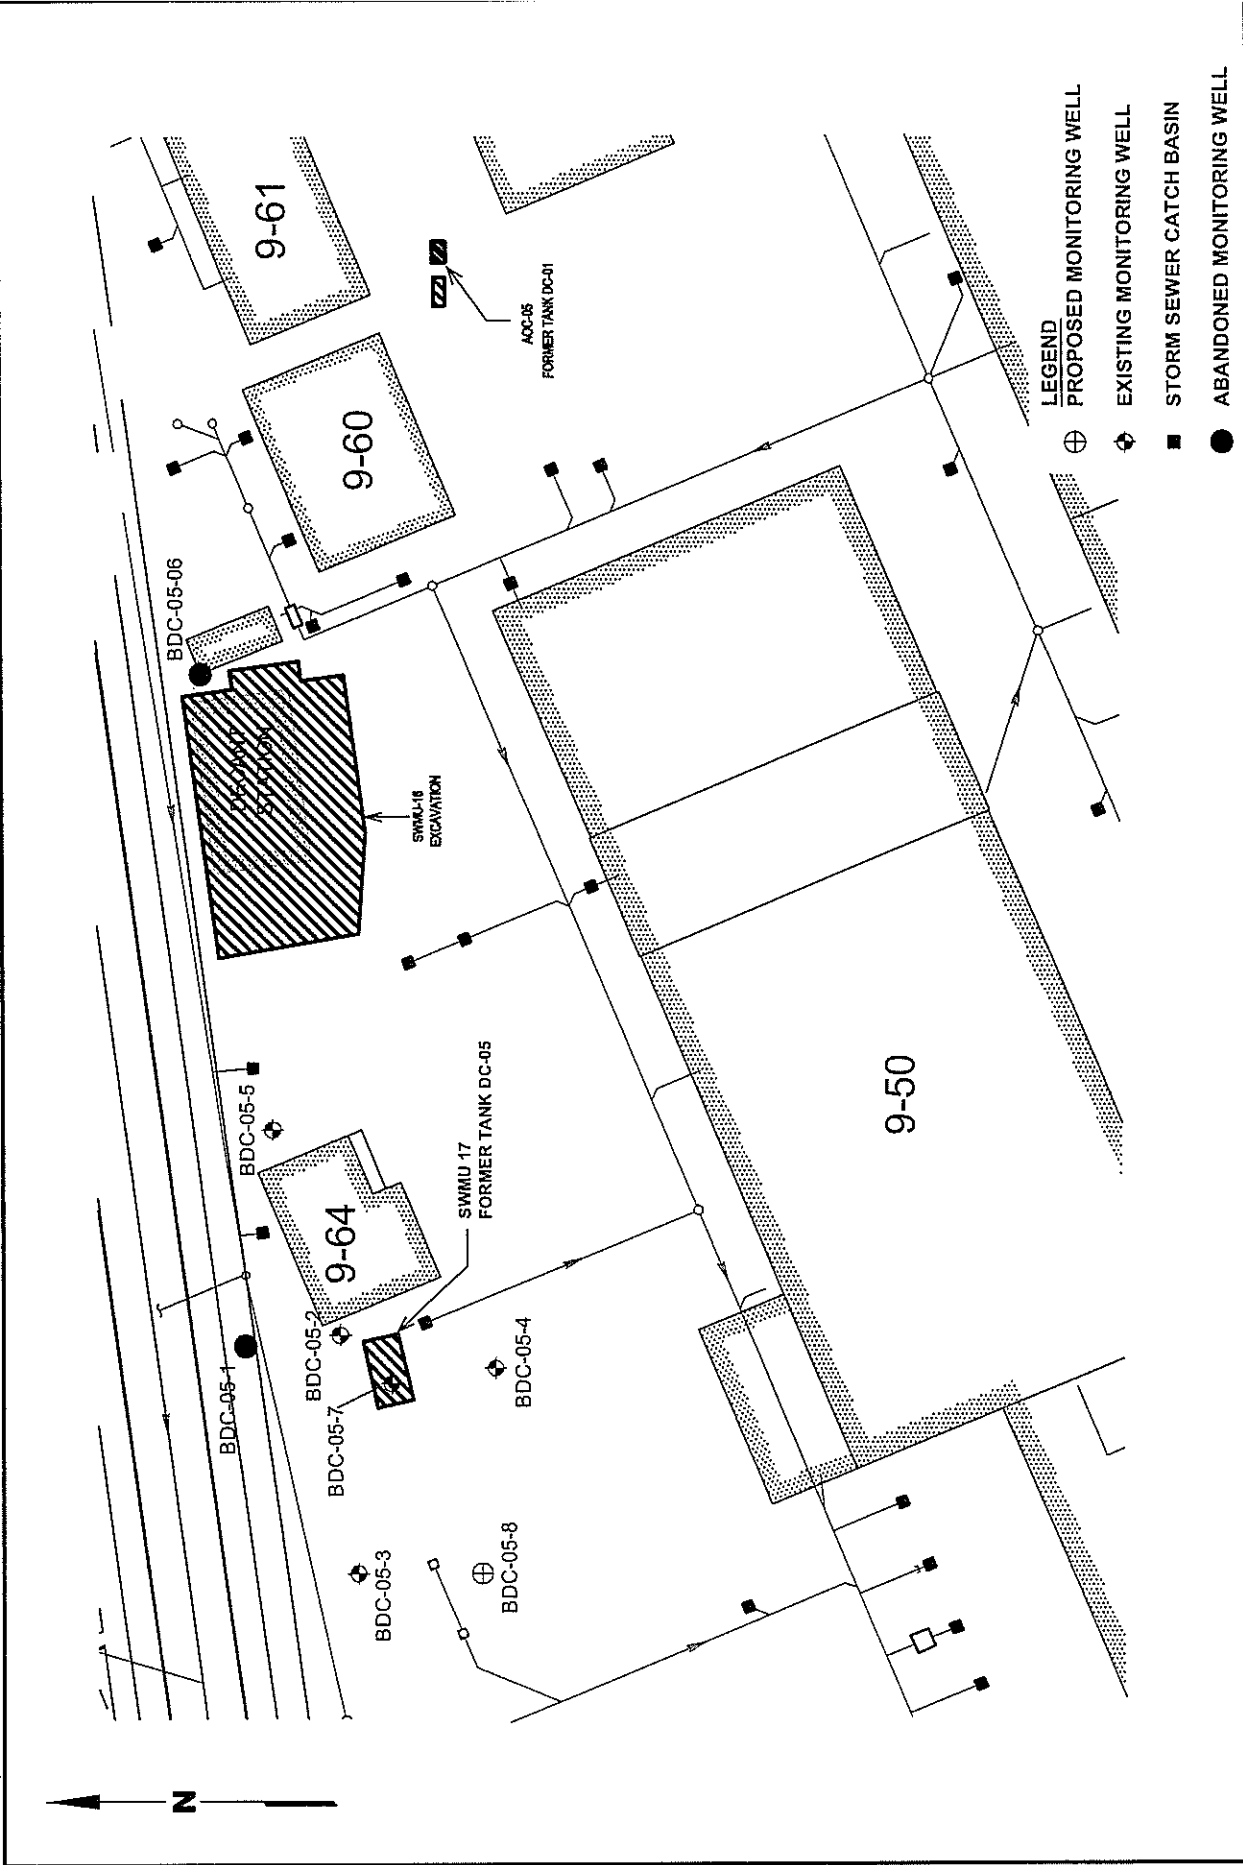 N
BDC-05-06
9-61
9-60
AOC-05
FORMER TANK DC-01
DECANT
STATION
SWMU-16
EXCAVATION
BDC-05-5
9-64
SWMU 17
FORMER TANK DC-05
BDC-05-1
BDC-05-2
BDC-05-7
BDC-05-4
BDC-05-3
BDC-05-8
9-50
LEGEND
PROPOSED MONITORING WELL
EXISTING MONITORING WELL
STORM SEWER CATCH BASIN
ABANDONED MONITORING WELL